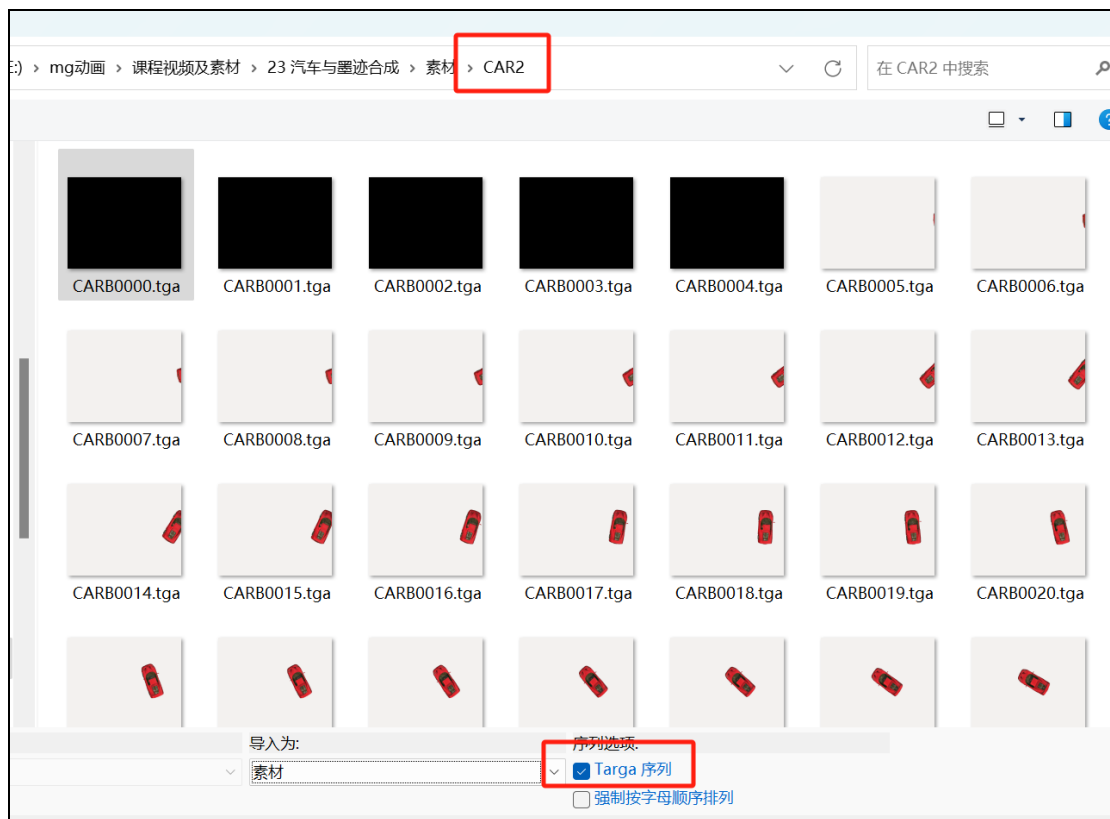 E:) › mg动画 › 课程视频及素材 › 23 汽车与墨迹合成 › 素材 › CAR2
在 CAR2 中搜索
CARB0000.tga CARB0001.tga CARB0002.tga CARB0003.tga CARB0004.tga CARB0005.tga CARB0006.tga
CARB0007.tga CARB0008.tga CARB0009.tga CARB0010.tga CARB0011.tga CARB0012.tga CARB0013.tga
CARB0014.tga CARB0015.tga CARB0016.tga CARB0017.tga CARB0018.tga CARB0019.tga CARB0020.tga
导入为: 序列选项:
素材 Targa 序列
强制按字母顺序排列